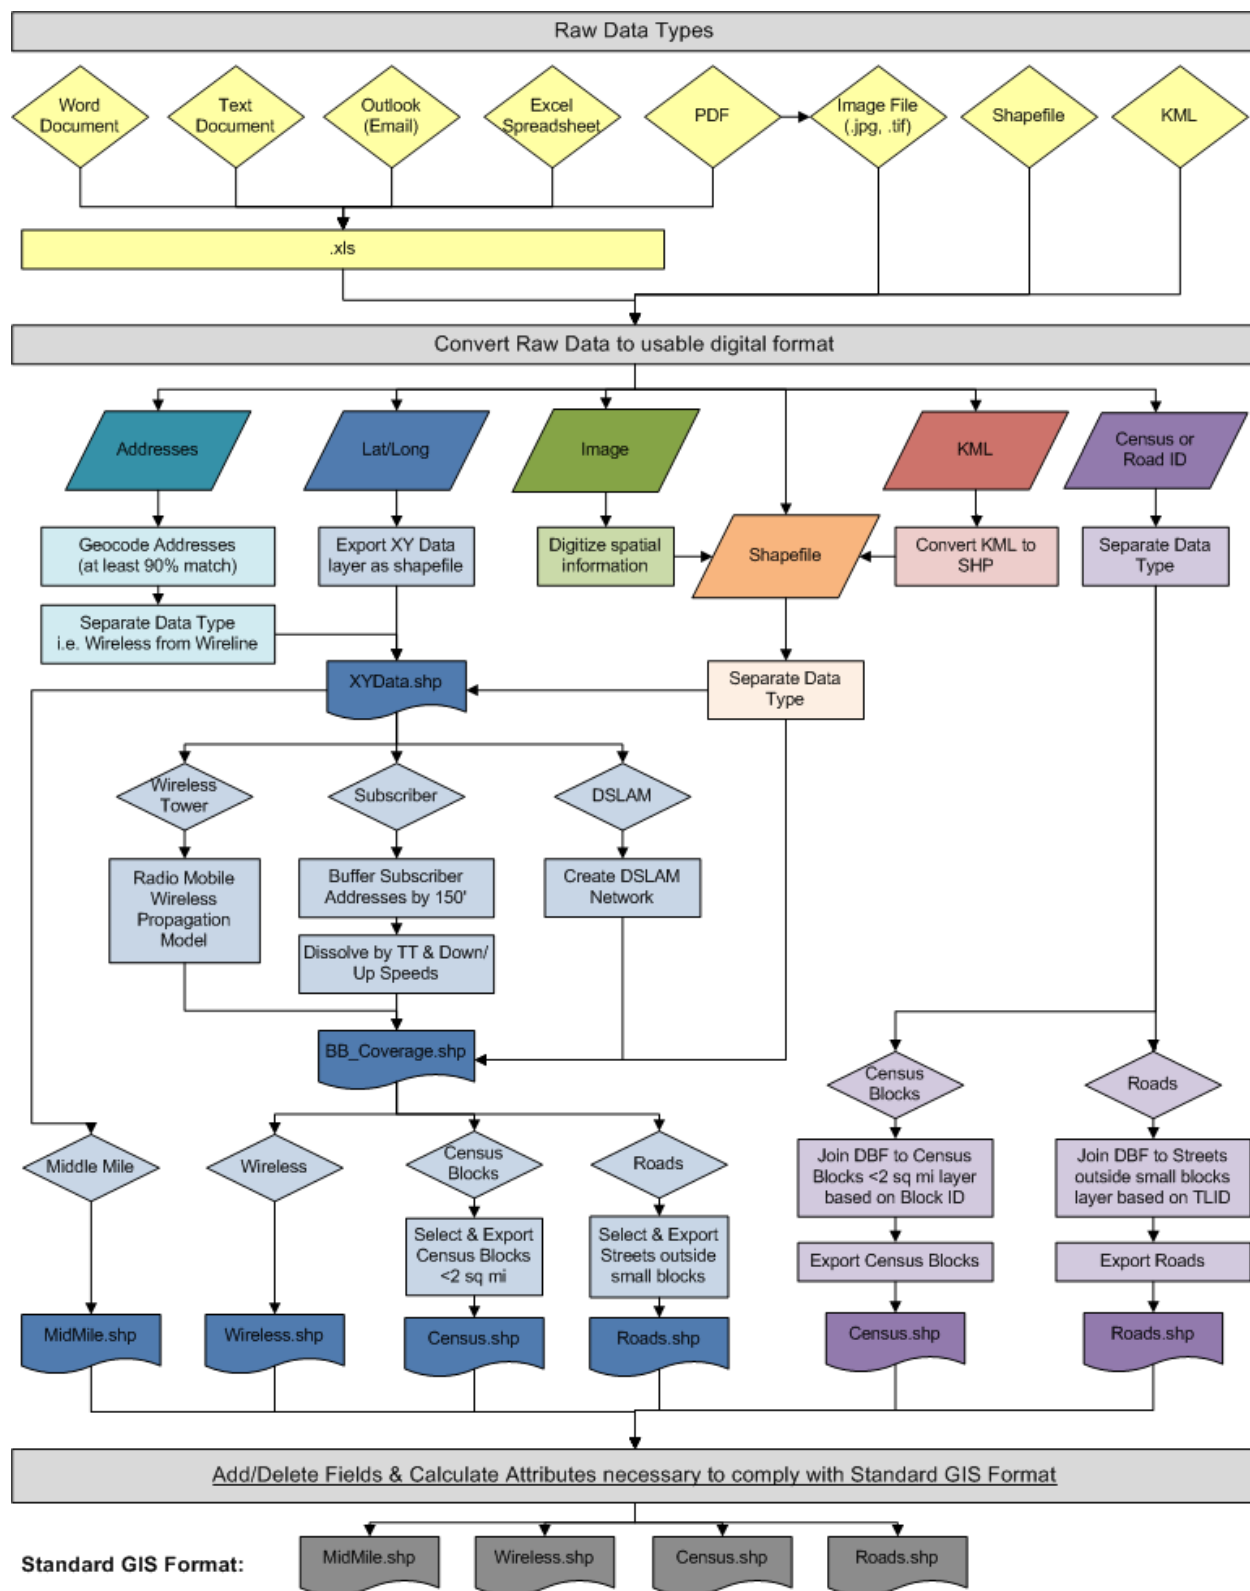 Raw Data Types
Word
Document
Text
Document
Outlook
(Email)
Excel
Spreadsheet
PDF
Image File
(.jpg, .tif)
Shapefile
KML
.xls
Convert Raw Data to usable digital format
Addresses
Lat/Long
Image
KML
Census or
Road ID
Geocode Addresses
(at least 90% match)
Export XY Data
layer as shapefile
Digitize spatial
information
Shapefile
Convert KML to
SHP
Separate Data
Type
Separate Data Type
i.e. Wireless from Wireline
XYData.shp
Separate Data
Type
Wireless
Tower
Subscriber
DSLAM
Radio Mobile
Wireless
Propagation
Model
Buffer Subscriber
Addresses by 150'
Create DSLAM
Network
Dissolve by TT & Down/
Up Speeds
BB_Coverage.shp
Census
Blocks
Roads
Middle Mile
Wireless
Census
Blocks
Roads
Join DBF to Census
Blocks <2 sq mi layer
based on Block ID
Join DBF to Streets
outside small blocks
layer based on TLID
Select & Export
Census Blocks
<2 sq mi
Select & Export
Streets outside
small blocks
Export Census Blocks
Export Roads
MidMile.shp
Wireless.shp
Census.shp
Roads.shp
Census.shp
Roads.shp
Add/Delete Fields & Calculate Attributes necessary to comply with Standard GIS Format
Standard GIS Format:
MidMile.shp
Wireless.shp
Census.shp
Roads.shp